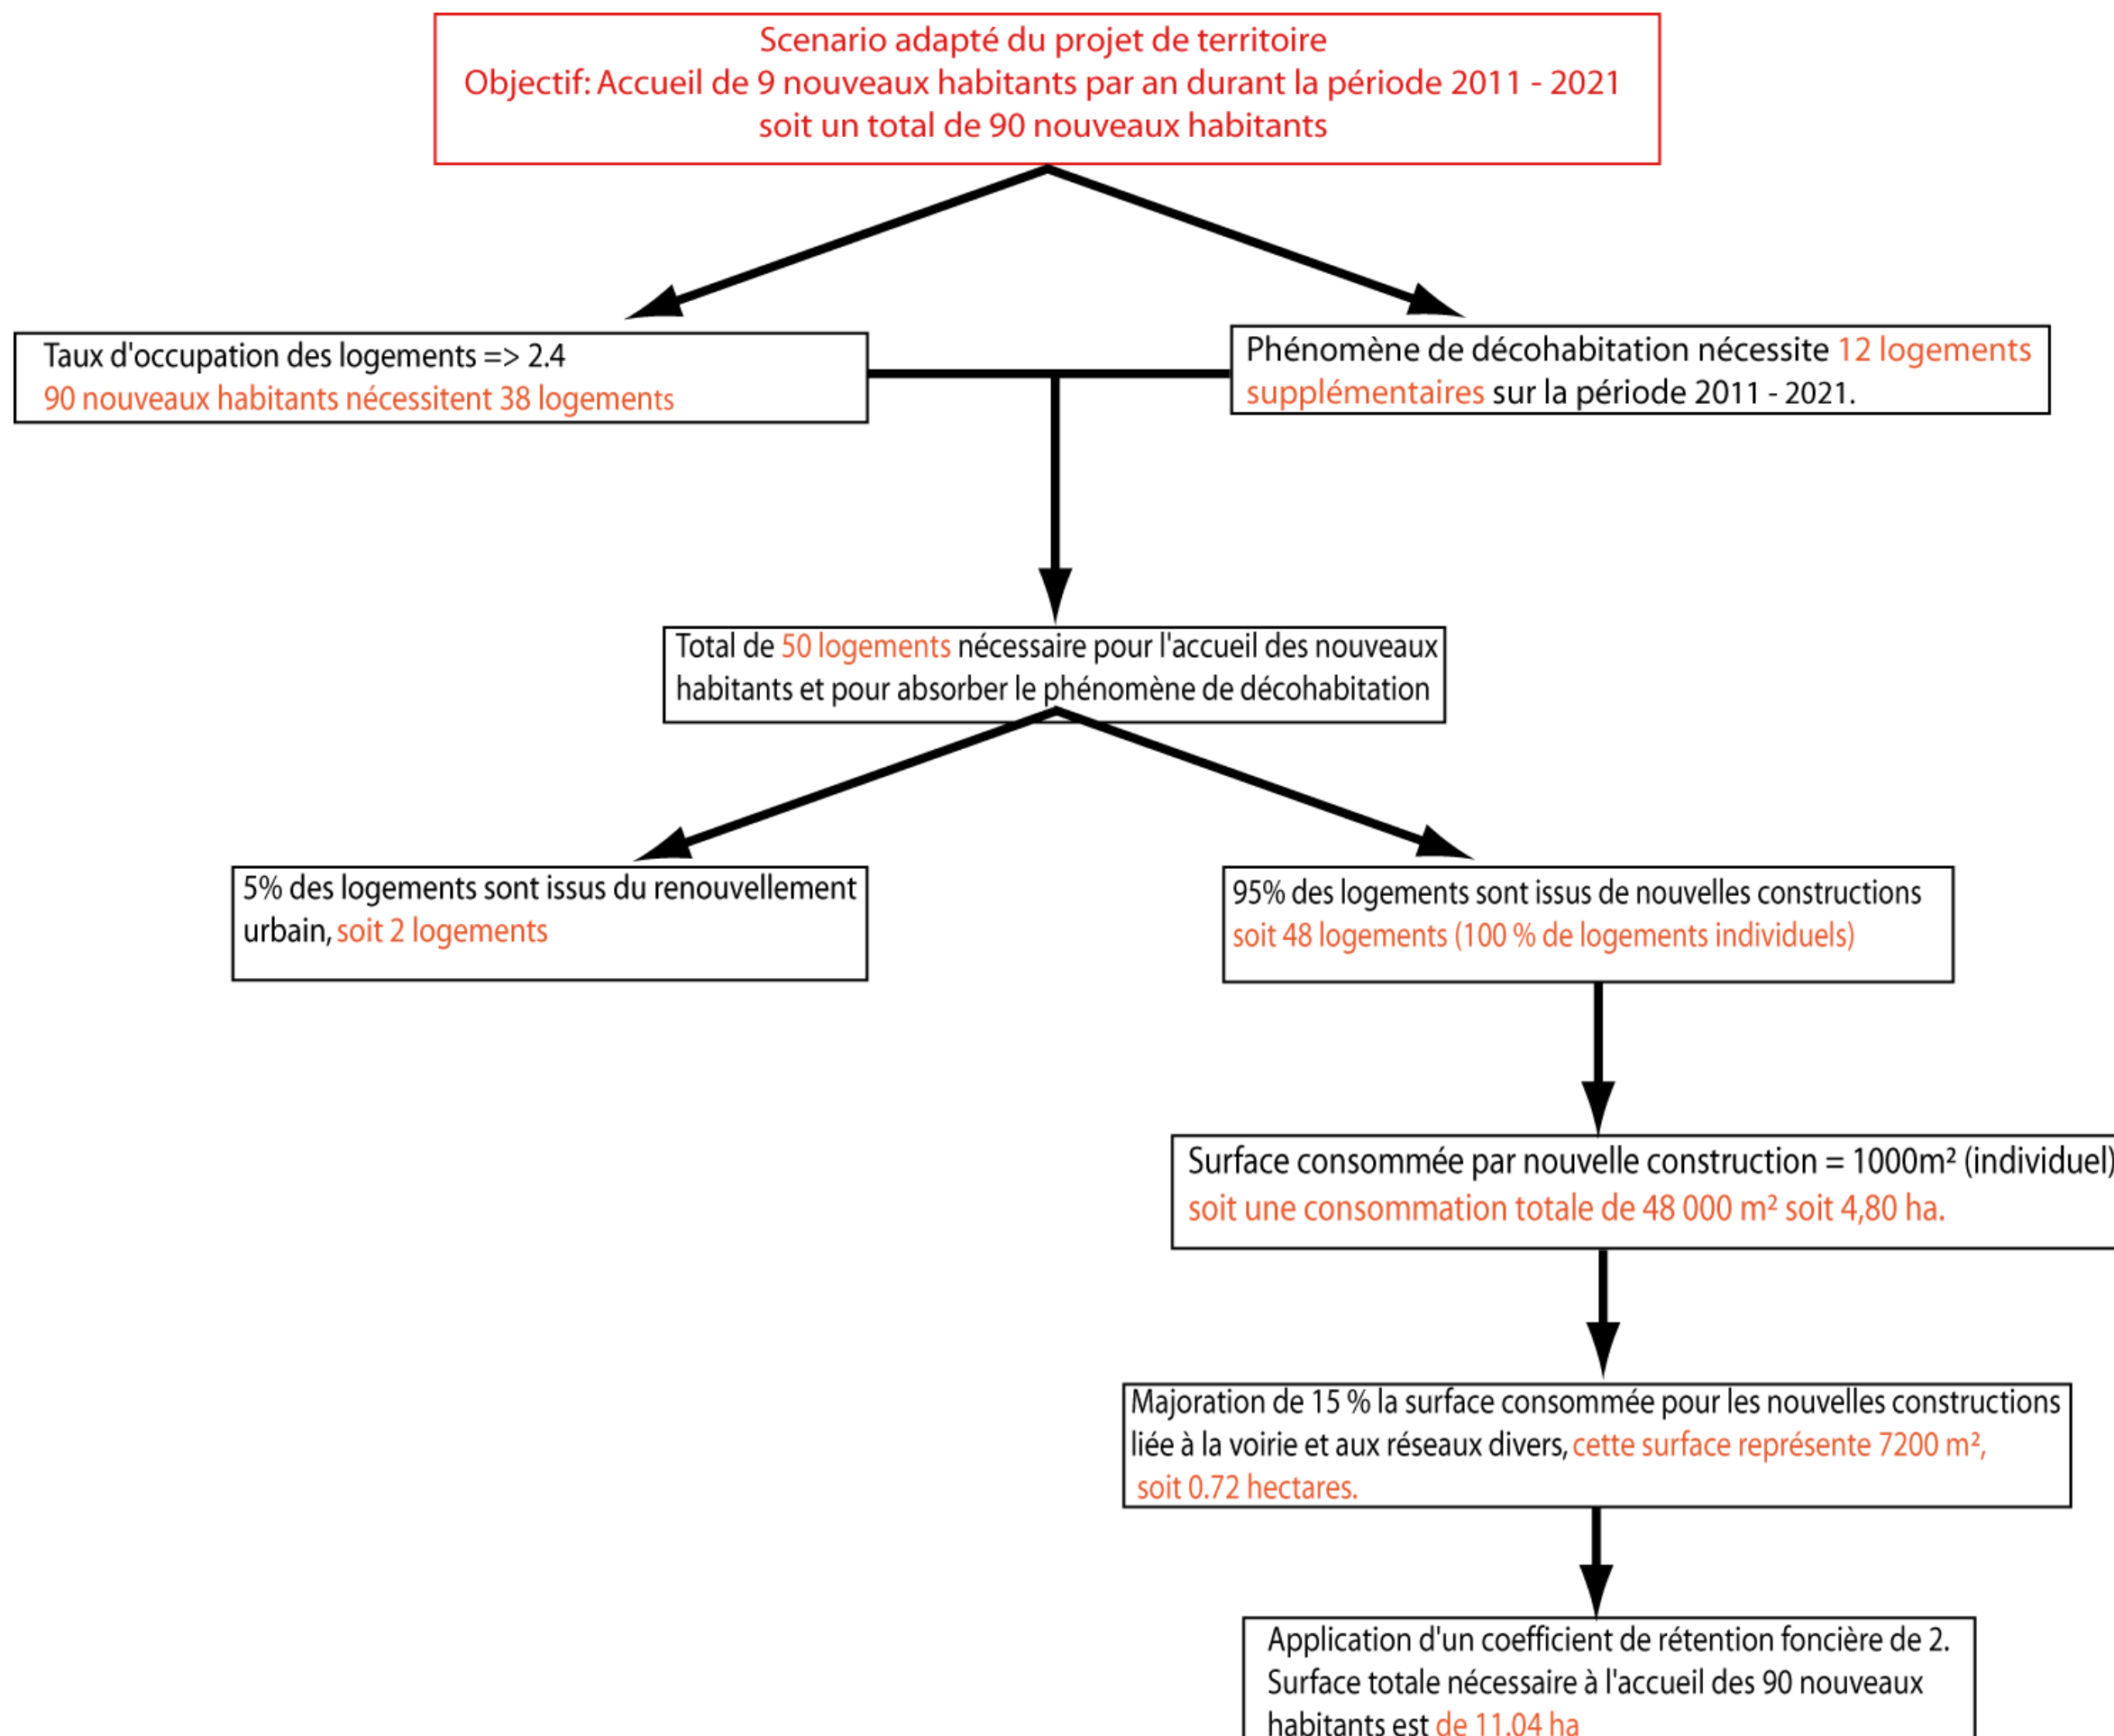 Scenario adapté du projet de territoire
Objectif: Accueil de 9 nouveaux habitants par an durant la période 2011 - 2021
soit un total de 90 nouveaux habitants
Taux d'occupation des logements => 2.4
90 nouveaux habitants nécessitent 38 logements
Phénomène de décohabitation nécessite 12 logements
supplémentaires sur la période 2011 - 2021.
Total de 50 logements nécessaire pour l'accueil des nouveaux
habitants et pour absorber le phénomène de décohabitation
5% des logements sont issus du renouvellement
urbain, soit 2 logements
95% des logements sont issus de nouvelles constructions
soit 48 logements (100 % de logements individuels)
Surface consommée par nouvelle construction = 1000m² (individuel)
soit une consommation totale de 48 000 m² soit 4,80 ha.
Majoration de 15 % la surface consommée pour les nouvelles constructions
liée à la voirie et aux réseaux divers, cette surface représente 7200 m²,
soit 0.72 hectares.
Application d'un coefficient de rétention foncière de 2.
Surface totale nécessaire à l'accueil des 90 nouveaux
habitants est de 11.04 ha